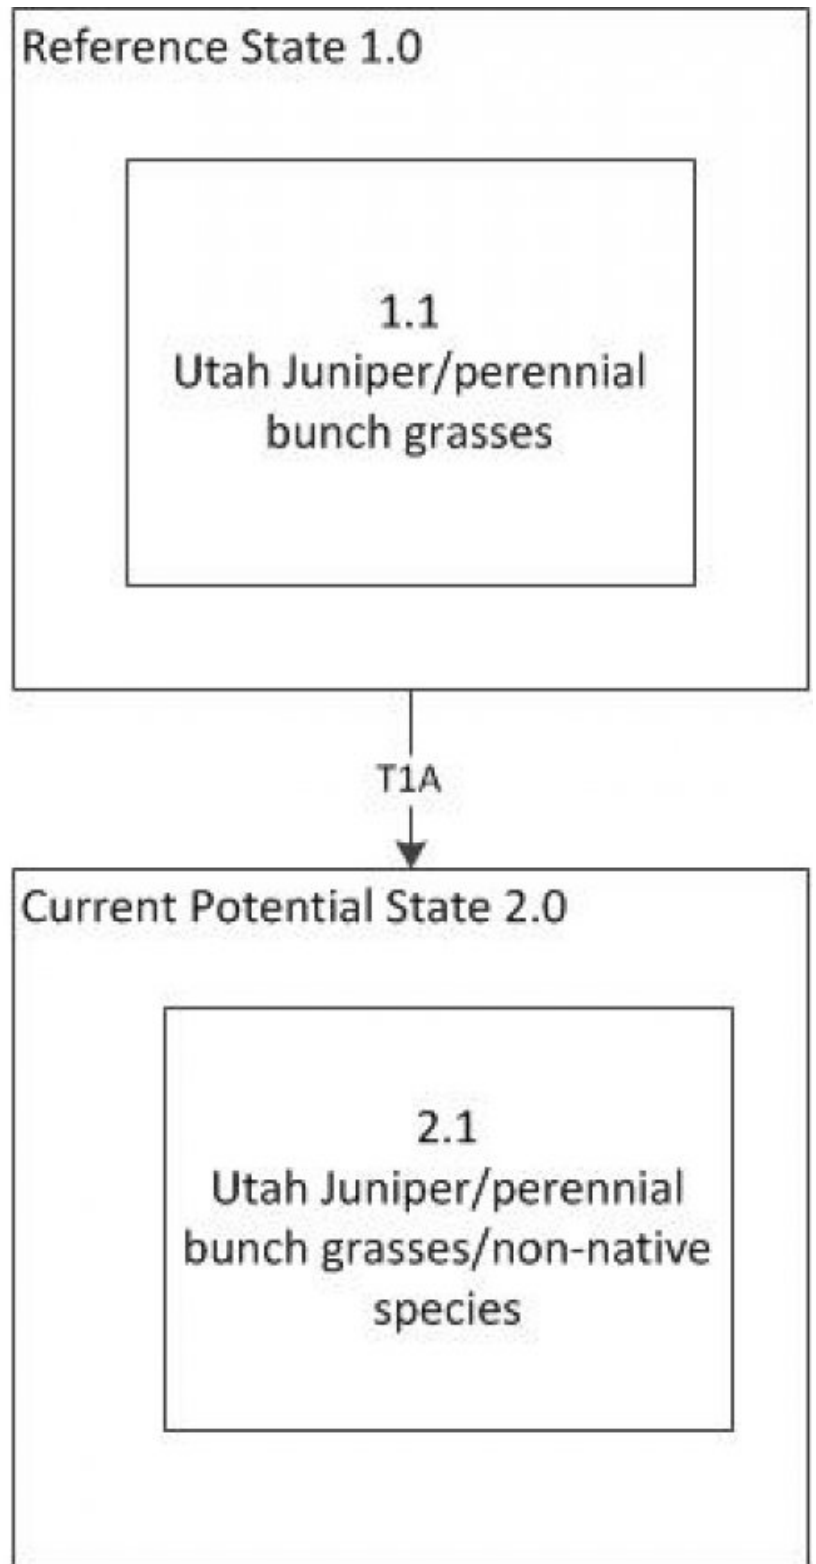 Reference State 1.0
1.1
Utah Juniper/perennial
bunch grasses
T1A
Current Potential State 2.0
2.1
Utah Juniper/perennial
bunch grasses/non-native
species